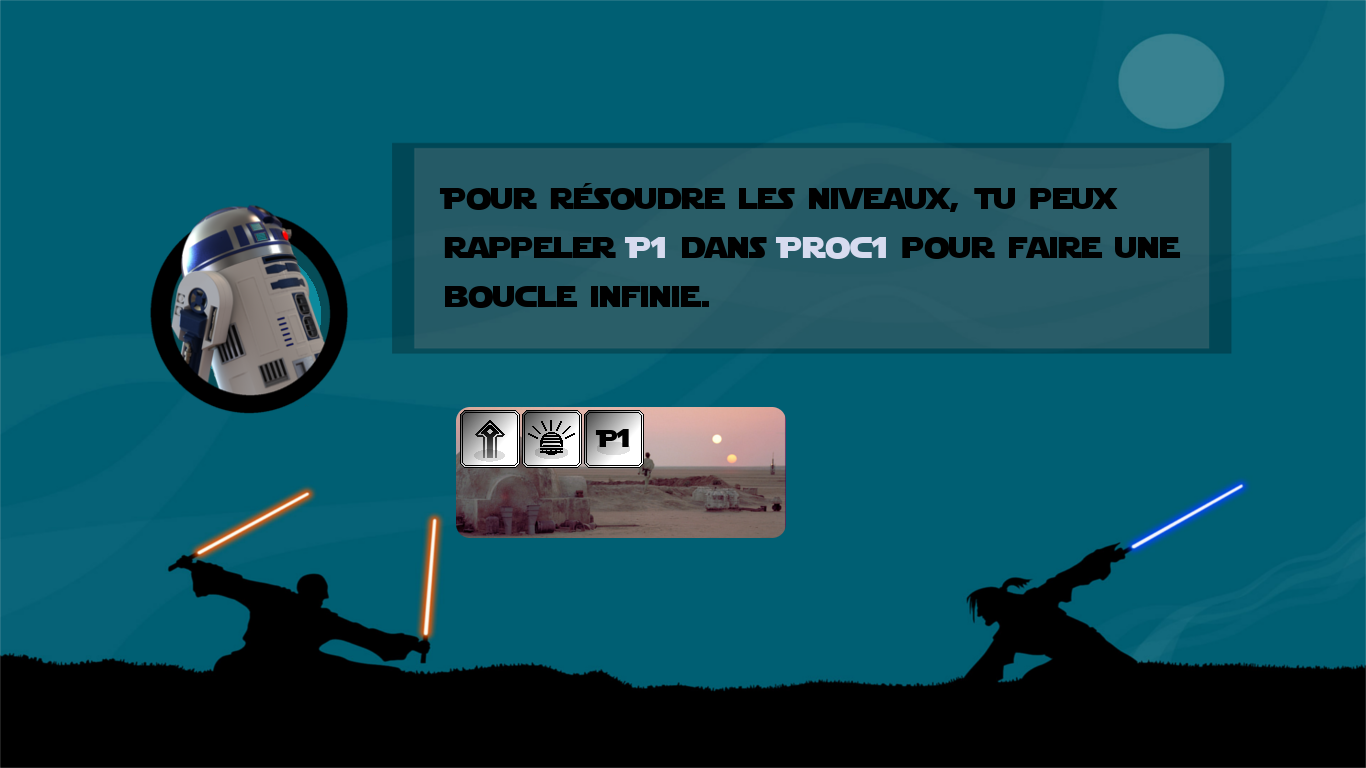 Pour résoudre les niveaux, tu peux
rappeler P1 dans Proc1 pour faire une
boucle infinie.
P1